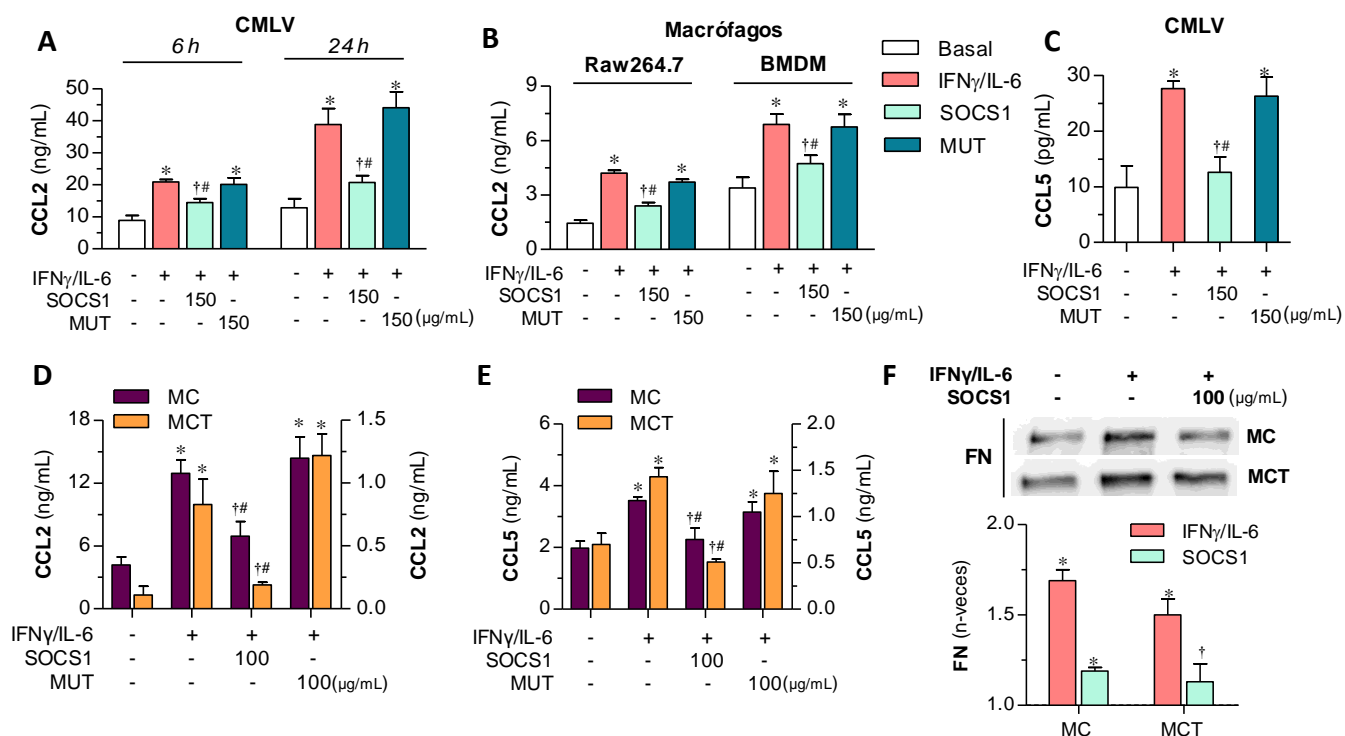 A
CMLV
6h
24h
CCL2 (ng/mL)
50
40
30
20
10
0
* †# * * †# *
IFNγ/IL-6 - + + + - + + +
SOCS1 - - 150 - - - 150 -
MUT - - - 150 - - - 150 (µg/mL)
B
Macrófagos
Raw264.7
BMDM
CCL2 (ng/mL)
9
6
3
0
* †# * * †# *
IFNγ/IL-6 - + + + - + + +
SOCS1 - - 150 - - - 150 -
MUT - - - 150 - - - 150 (µg/mL)
Basal
IFNγ/IL-6
SOCS1
MUT
C
CMLV
CCL5 (pg/mL)
30
20
10
0
* †# *
IFNγ/IL-6 - + + +
SOCS1 - - 150 -
MUT - - - 150 (µg/mL)
D
MC
MCT
CCL2 (ng/mL)
18
12
6
0
* * †# †# * *
1.5
1.0
0.5
0.0
CCL2 (ng/mL)
IFNγ/IL-6 - + + +
SOCS1 - - 100 -
MUT - - - 100 (µg/mL)
E
MC
MCT
CCL5 (ng/mL)
6
4
2
0
* * †# †# * *
2.0
1.5
1.0
0.5
0.0
CCL5 (ng/mL)
IFNγ/IL-6 - + + +
SOCS1 - - 100 -
MUT - - - 100 (µg/mL)
F
IFNγ/IL-6 - + +
SOCS1 - - 100 (µg/mL)
FN
MC
MCT
IFNγ/IL-6
SOCS1
FN (n-veces)
2.0
1.5
1.0
* * * †
MC MCT